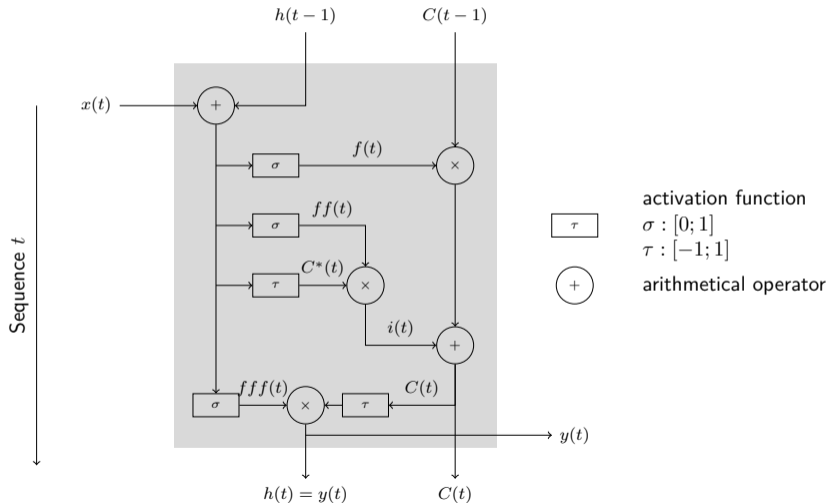 h(t − 1)
C(t − 1)
x(t)
+
σ
f(t)
×
σ
ff(t)
τ
C*(t)
×
i(t)
+
σ
fff(t)
×
τ
C(t)
y(t)
h(t) = y(t)
C(t)
Sequence t
τ
activation function
σ : [0; 1]
τ : [−1; 1]
+
arithmetical operator